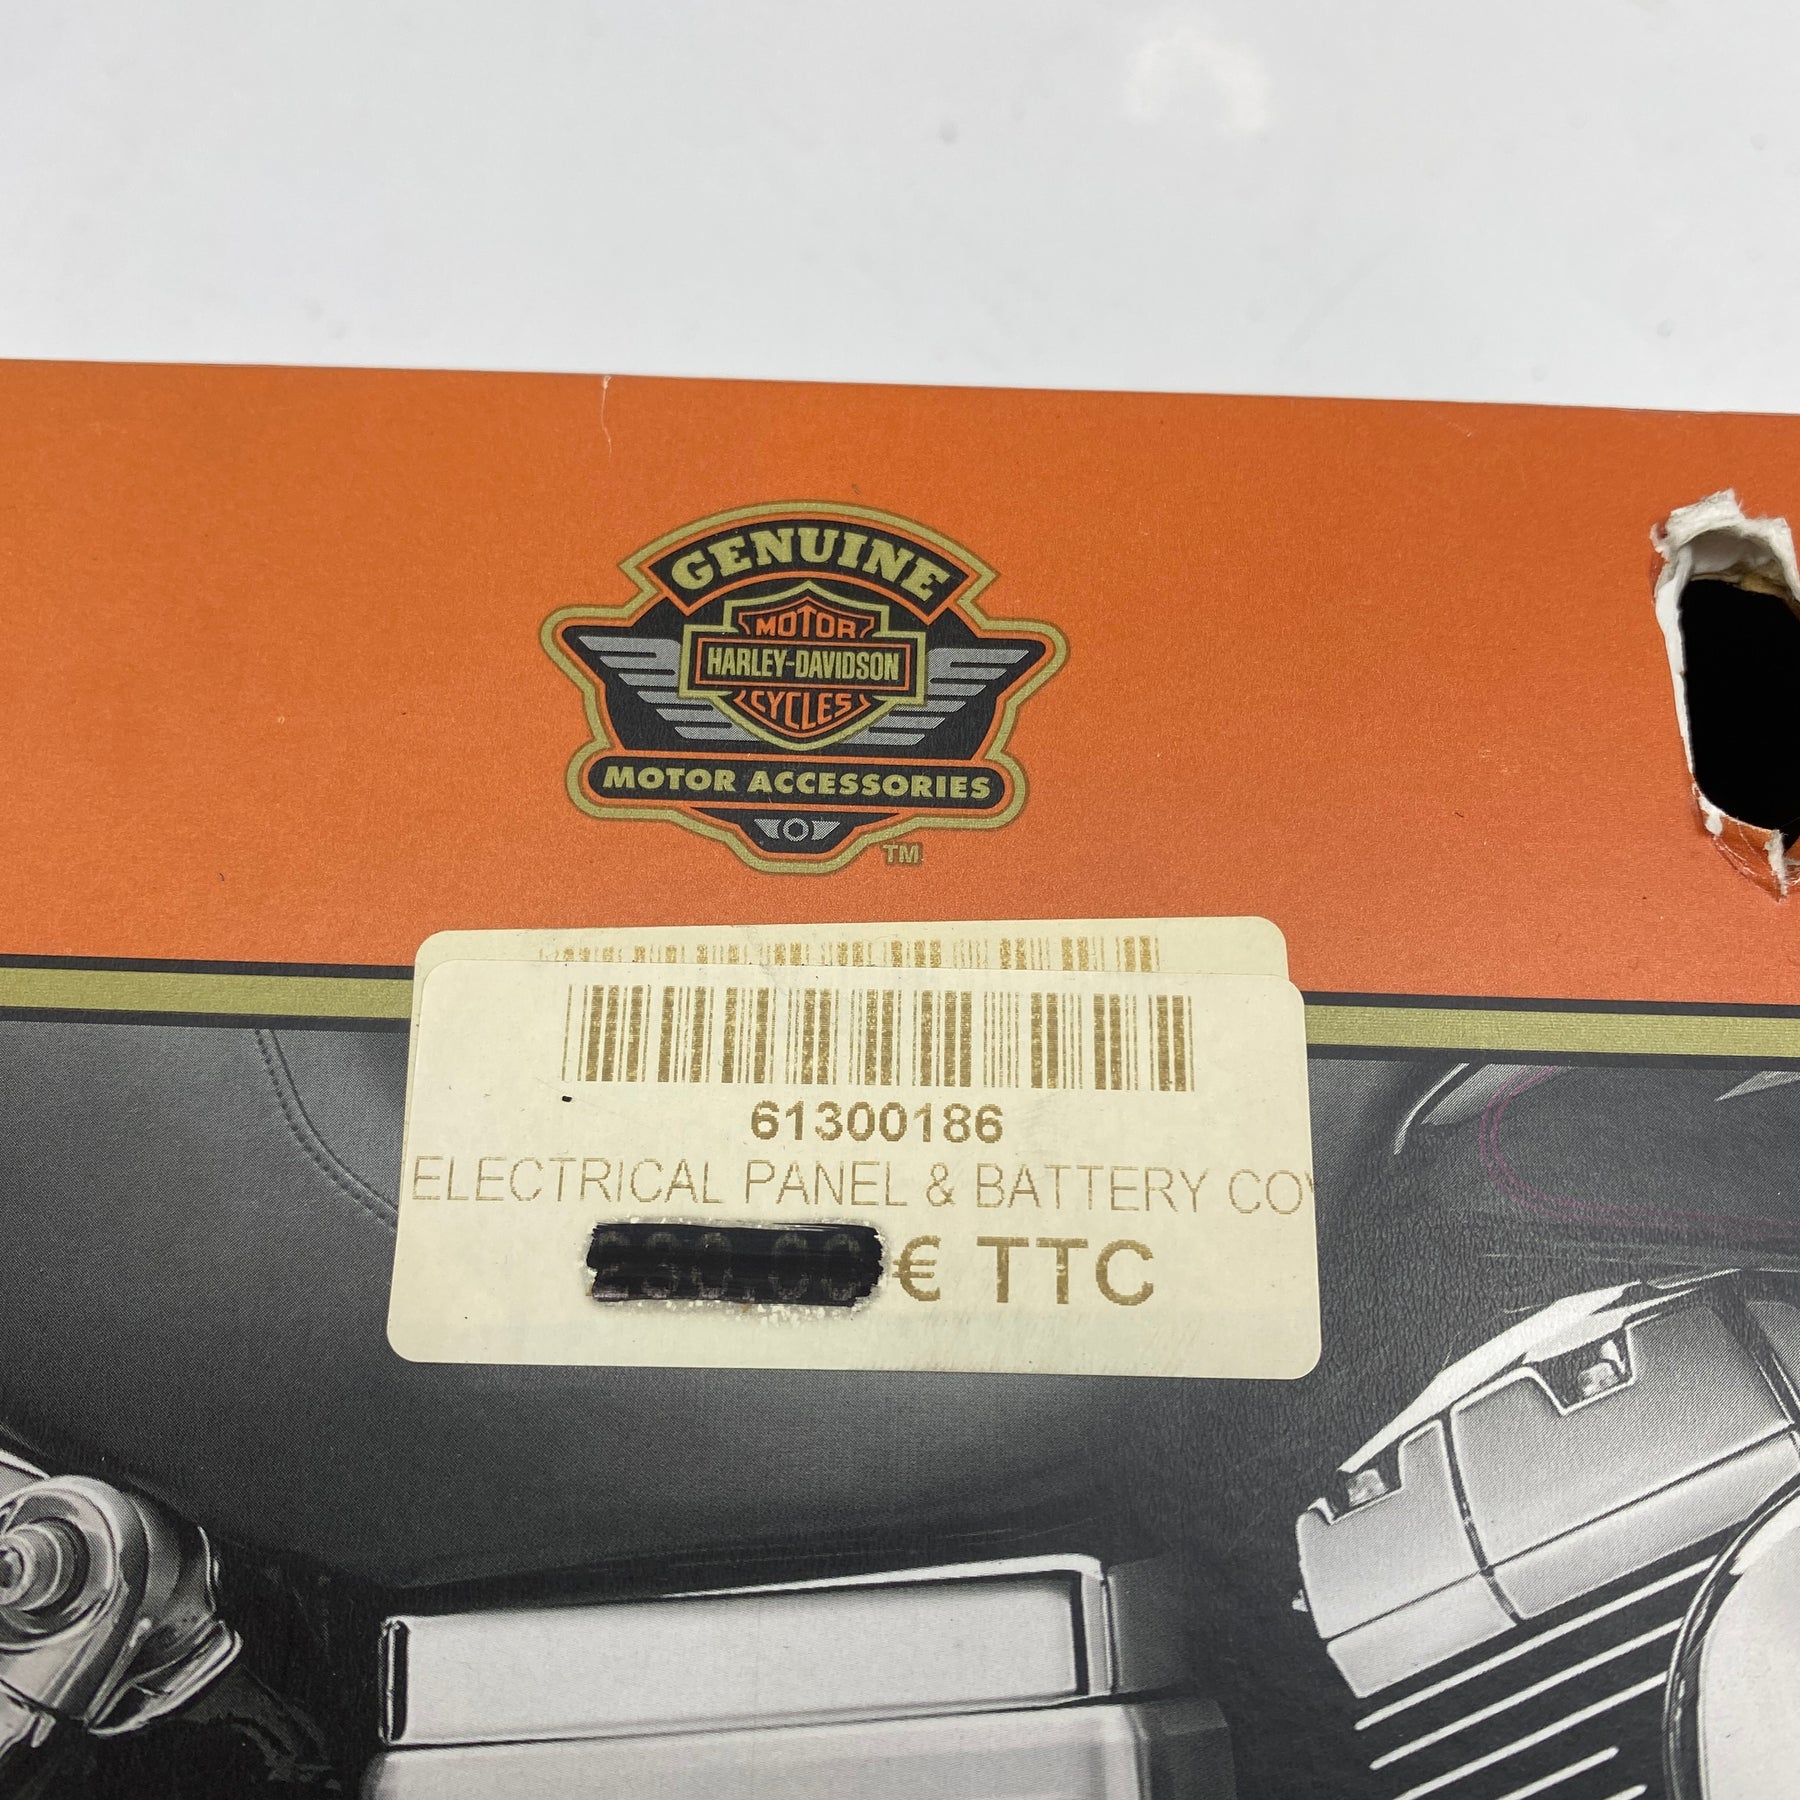 GENUINE
MOTOR
HARLEY-DAVIDSON
CYCLES
MOTOR ACCESSORIES
TM
61300186
ELECTRICAL PANEL & BATTERY CO
€ TTC